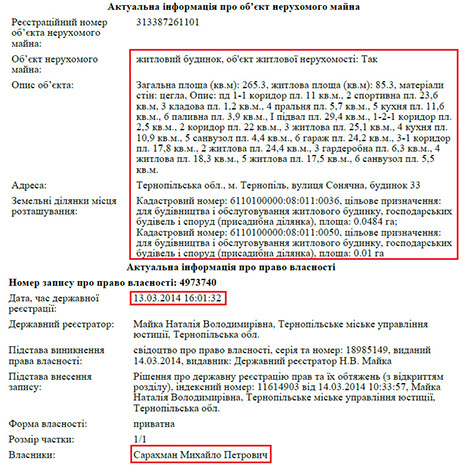 Актуальна інформація про об'єкт нерухомого майна
Реєстраційний номер 313387261101
об'єкта нерухомого
майна:
Об'єкт нерухомого житловий будинок, об'єкт житлової нерухомості: Так
майна:
Опис об'єкта: Загальна площа (кв.м): 265.3, житлова площа (кв.м): 85.3, матеріали
стін: цегла, Опис: пд 1-1 коридор пл. 11 кв.м., 2 спортивна пл. 23,6
кв.м, 3 кладова пл. 1,2 кв.м., 4 пральня пл. 5,7 кв.м., 5 кухня пл. 11,6
кв.м., 6 паливна пл. 3,9 кв.м., І підвал пл. 29,4 кв.м., 1-2-1 коридор пл.
2,5 кв.м., 2 коридор пл. 22 кв.м., 3 житлова пл. 25,1 кв.м., 4 кухня пл.
10,9 кв.м., 5 санвузол пл. 4,4 кв.м., 6 гараж пл. 24,2 кв.м., 3-1 коридор
пл. 17,8 кв.м., 2 житлова пл. 24,4 кв.м., 3 гардеробна пл. 6,3 кв.м., 4
житлова пл. 18,3 кв.м., 5 житлова пл. 17,5 кв.м., 6 санвузол пл. 5,5
кв.м.
Адреса: Тернопільська обл., м. Тернопіль, вулиця Сонячна, будинок 33
Земельні ділянки місця Кадастровий номер: 6110100000:08:011:0036, цільове призначення:
розташування: для будівництва і обслуговування житлового будинку, господарських
будівель і споруд (присадибна ділянка), площа: 0.0484 га;
Кадастровий номер: 6110100000:08:011:0050, цільове призначення:
для будівництва і обслуговування житлового будинку, господарських
будівель і споруд (присадибна ділянка), площа: 0.01 га
Актуальна інформація про право власності
Номер запису про право власності: 4973740
Дата, час державної 13.03.2014 16:01:32
реєстрації:
Державний реєстратор: Майка Наталія Володимирівна, Тернопільське міське управління
юстиції, Тернопільська обл.
Підстава виникнення свідоцтво про право власності, серія та номер: 18985149, виданий
права власності: 14.03.2014, видавник: Державний реєстратор Н.В. Майка
Підстава внесення Рішення про державну реєстрацію прав та їх обтяжень (з відкриттям
запису: розділу), індексний номер: 11614903 від 14.03.2014 10:33:57, Майка
Наталія Володимирівна, Тернопільське міське управління юстиції,
Тернопільська обл.
Форма власності: приватна
Розмір частки: 1/1
Власники: Сарахман Михайло Петрович